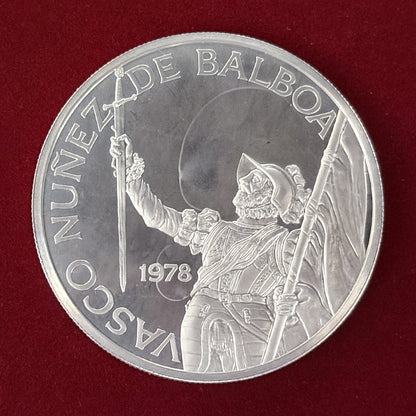 VASCO NUÑEZ DE BALBOA
1978